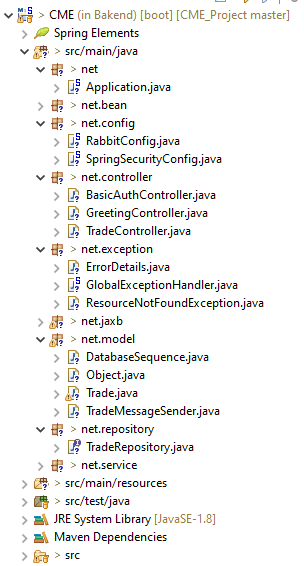 > CME (in Bakend) [boot] [CME_Project master]
> Spring Elements
> src/main/java
> net
> Application.java
> net.bean
> net.config
> RabbitConfig.java
> SpringSecurityConfig.java
> net.controller
> BasicAuthController.java
> GreetingController.java
> TradeController.java
> net.exception
> ErrorDetails.java
> GlobalExceptionHandler.java
> ResourceNotFoundException.java
> net.jaxb
> net.model
> DatabaseSequence.java
> Object.java
> Trade.java
> TradeMessageSender.java
> net.repository
> TradeRepository.java
> net.service
> src/main/resources
> src/test/java
> JRE System Library [JavaSE-1.8]
> Maven Dependencies
> src